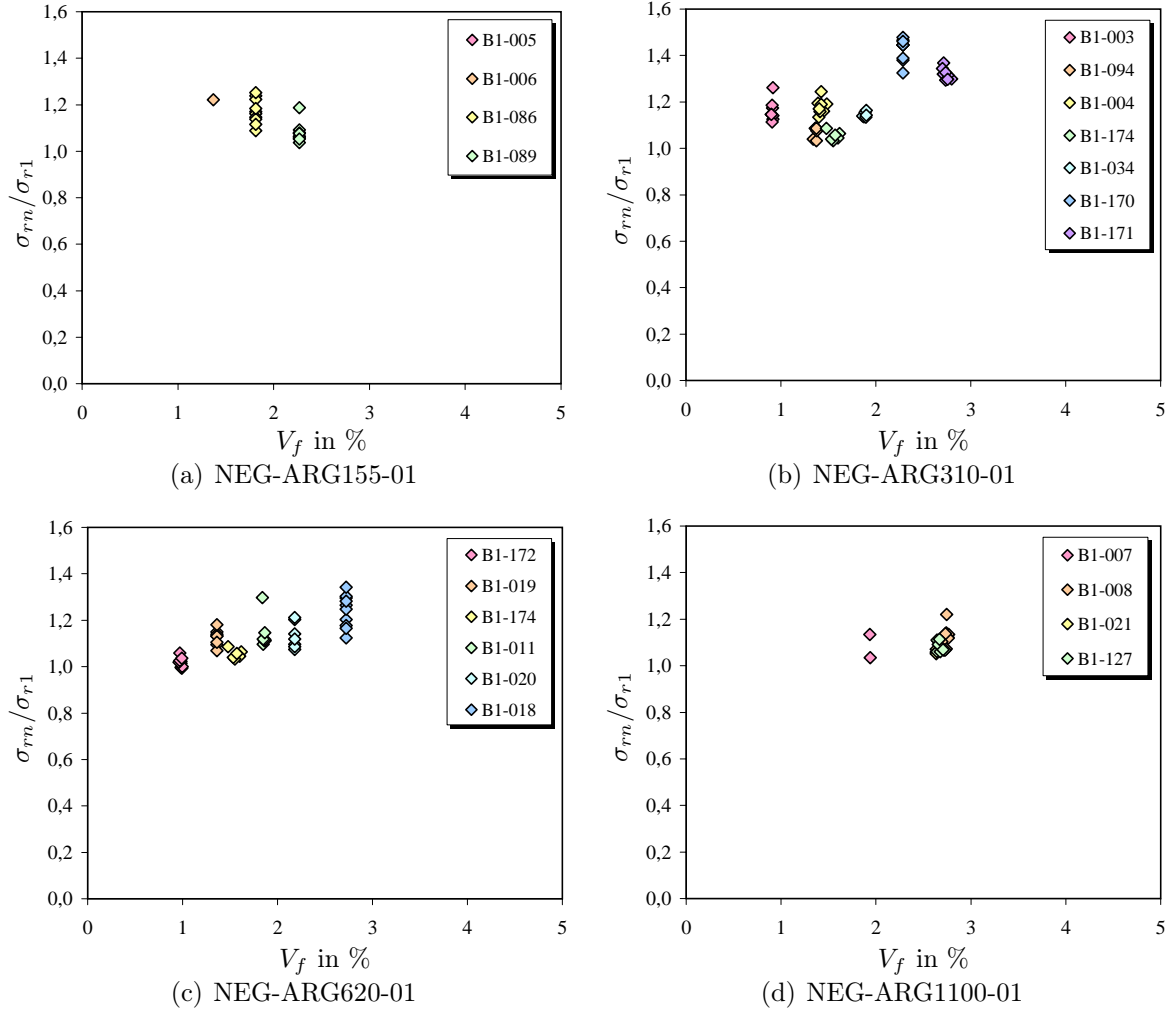 1,6
1,4
1,2
1,0
0,8
0,6
0,4
0,2
0,0
σrn/σr1
0 1 2 3 4 5
Vf in %
B1-005
B1-006
B1-086
B1-089
(a) NEG-ARG155-01
1,6
1,4
1,2
1,0
0,8
0,6
0,4
0,2
0,0
σrn/σr1
0 1 2 3 4 5
Vf in %
B1-003
B1-094
B1-004
B1-174
B1-034
B1-170
B1-171
(b) NEG-ARG310-01
1,6
1,4
1,2
1,0
0,8
0,6
0,4
0,2
0,0
σrn/σr1
0 1 2 3 4 5
Vf in %
B1-172
B1-019
B1-174
B1-011
B1-020
B1-018
(c) NEG-ARG620-01
1,6
1,4
1,2
1,0
0,8
0,6
0,4
0,2
0,0
σrn/σr1
0 1 2 3 4 5
Vf in %
B1-007
B1-008
B1-021
B1-127
(d) NEG-ARG1100-01